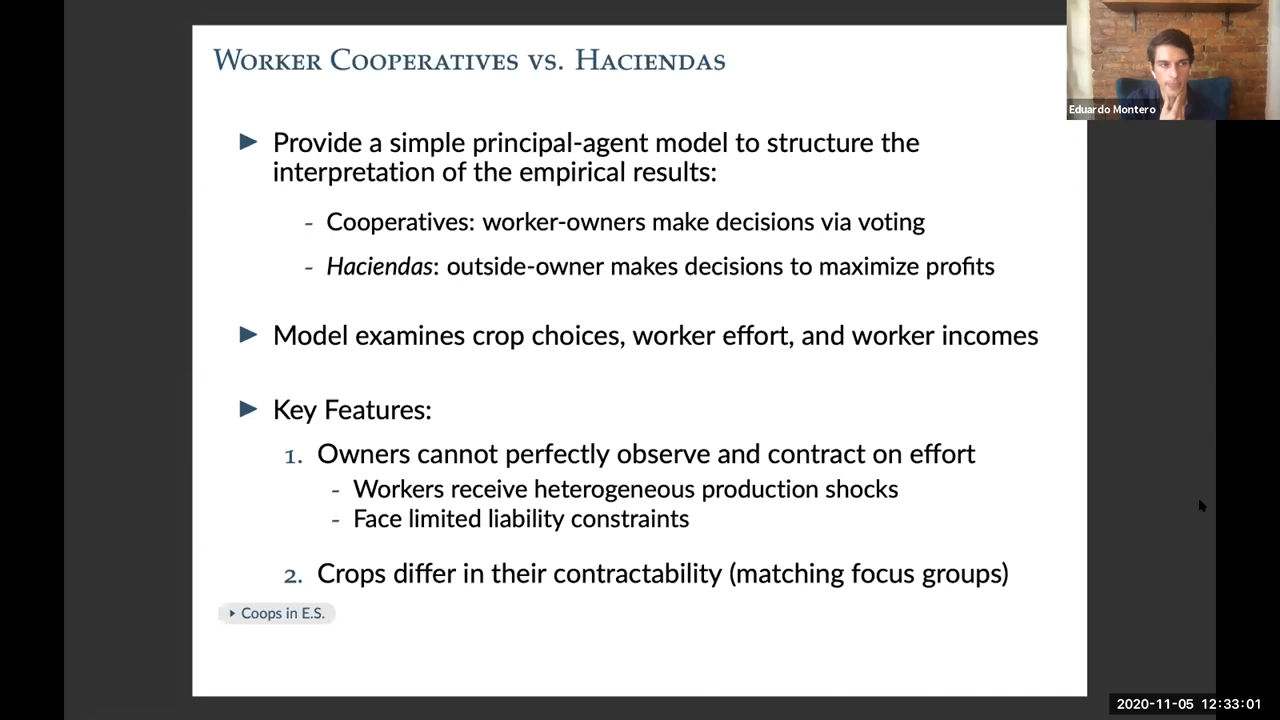 Worker Cooperatives vs. Haciendas
Eduardo Montero
► Provide a simple principal-agent model to structure the
interpretation of the empirical results:
- Cooperatives: worker-owners make decisions via voting
- Haciendas: outside-owner makes decisions to maximize profits
► Model examines crop choices, worker effort, and worker incomes
► Key Features:
1. Owners cannot perfectly observe and contract on effort
- Workers receive heterogeneous production shocks
- Face limited liability constraints
2. Crops differ in their contractability (matching focus groups)
▸ Coops in E.S.
2020-11-05 12:33:01